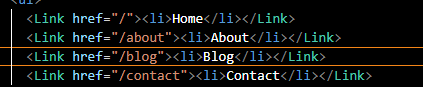 <Link href="/"><li>Home</li></Link>
<Link href="/about"><li>About</li></Link>
<Link href="/blog"><li>Blog</li></Link>
<Link href="/contact"><li>Contact</li></Link>